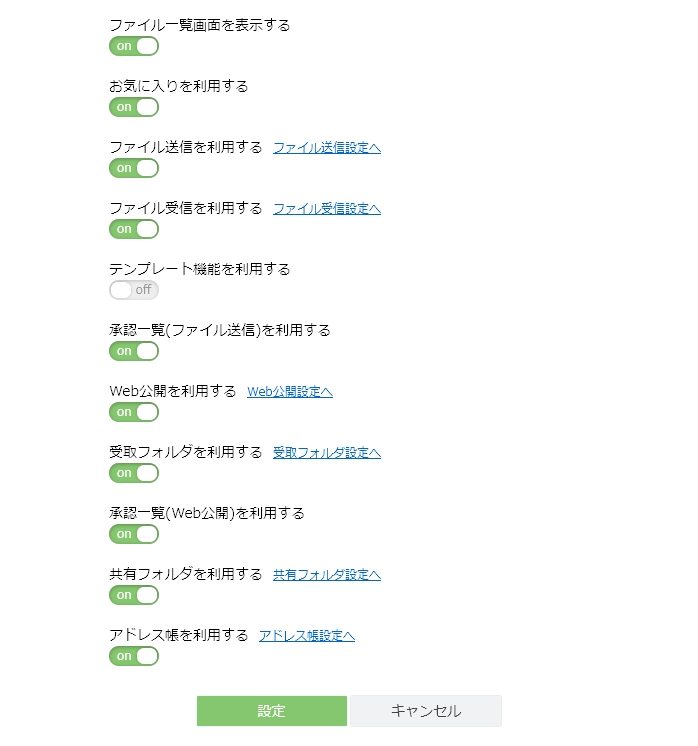 ファイル一覧画面を表示する
on
お気に入りを利用する
on
ファイル送信を利用する ファイル送信設定へ
on
ファイル受信を利用する ファイル受信設定へ
on
テンプレート機能を利用する
off
承認一覧(ファイル送信)を利用する
on
Web公開を利用する Web公開設定へ
on
受取フォルダを利用する 受取フォルダ設定へ
on
承認一覧(Web公開)を利用する
on
共有フォルダを利用する 共有フォルダ設定へ
on
アドレス帳を利用する アドレス帳設定へ
on
設定 キャンセル